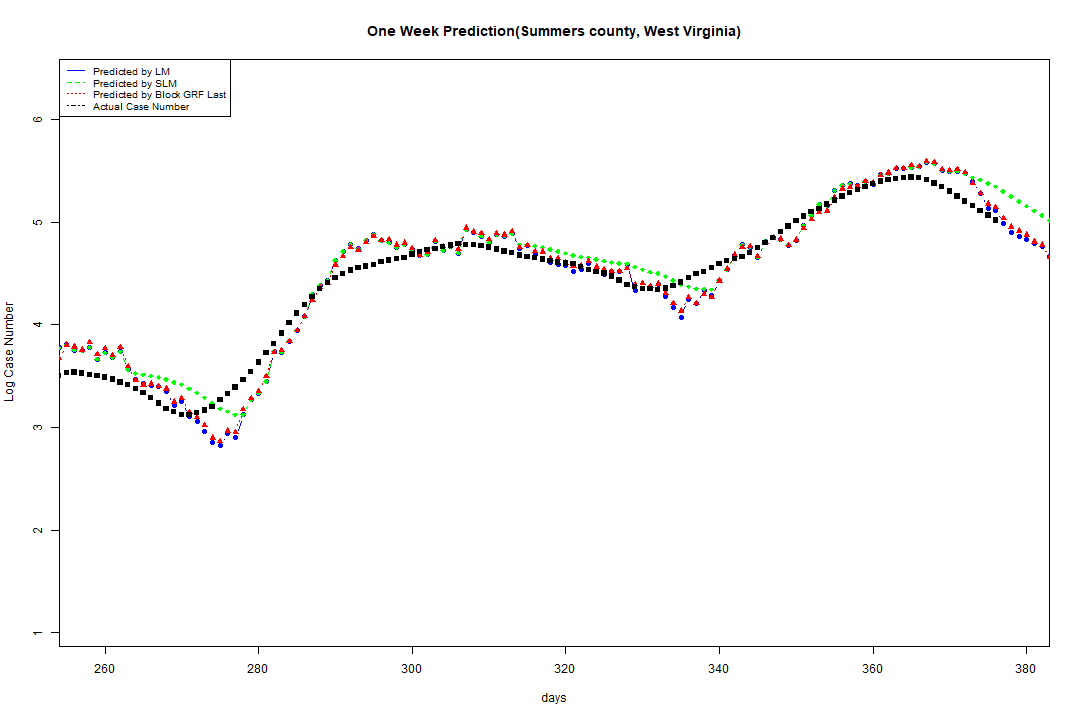 One Week Prediction(Summers county, West Virginia)
Predicted by LM
Predicted by SLM
Predicted by Block GRF Last
Actual Case Number
Log Case Number
6
5
4
3
2
1
260 280 300 320 340 360 380
days